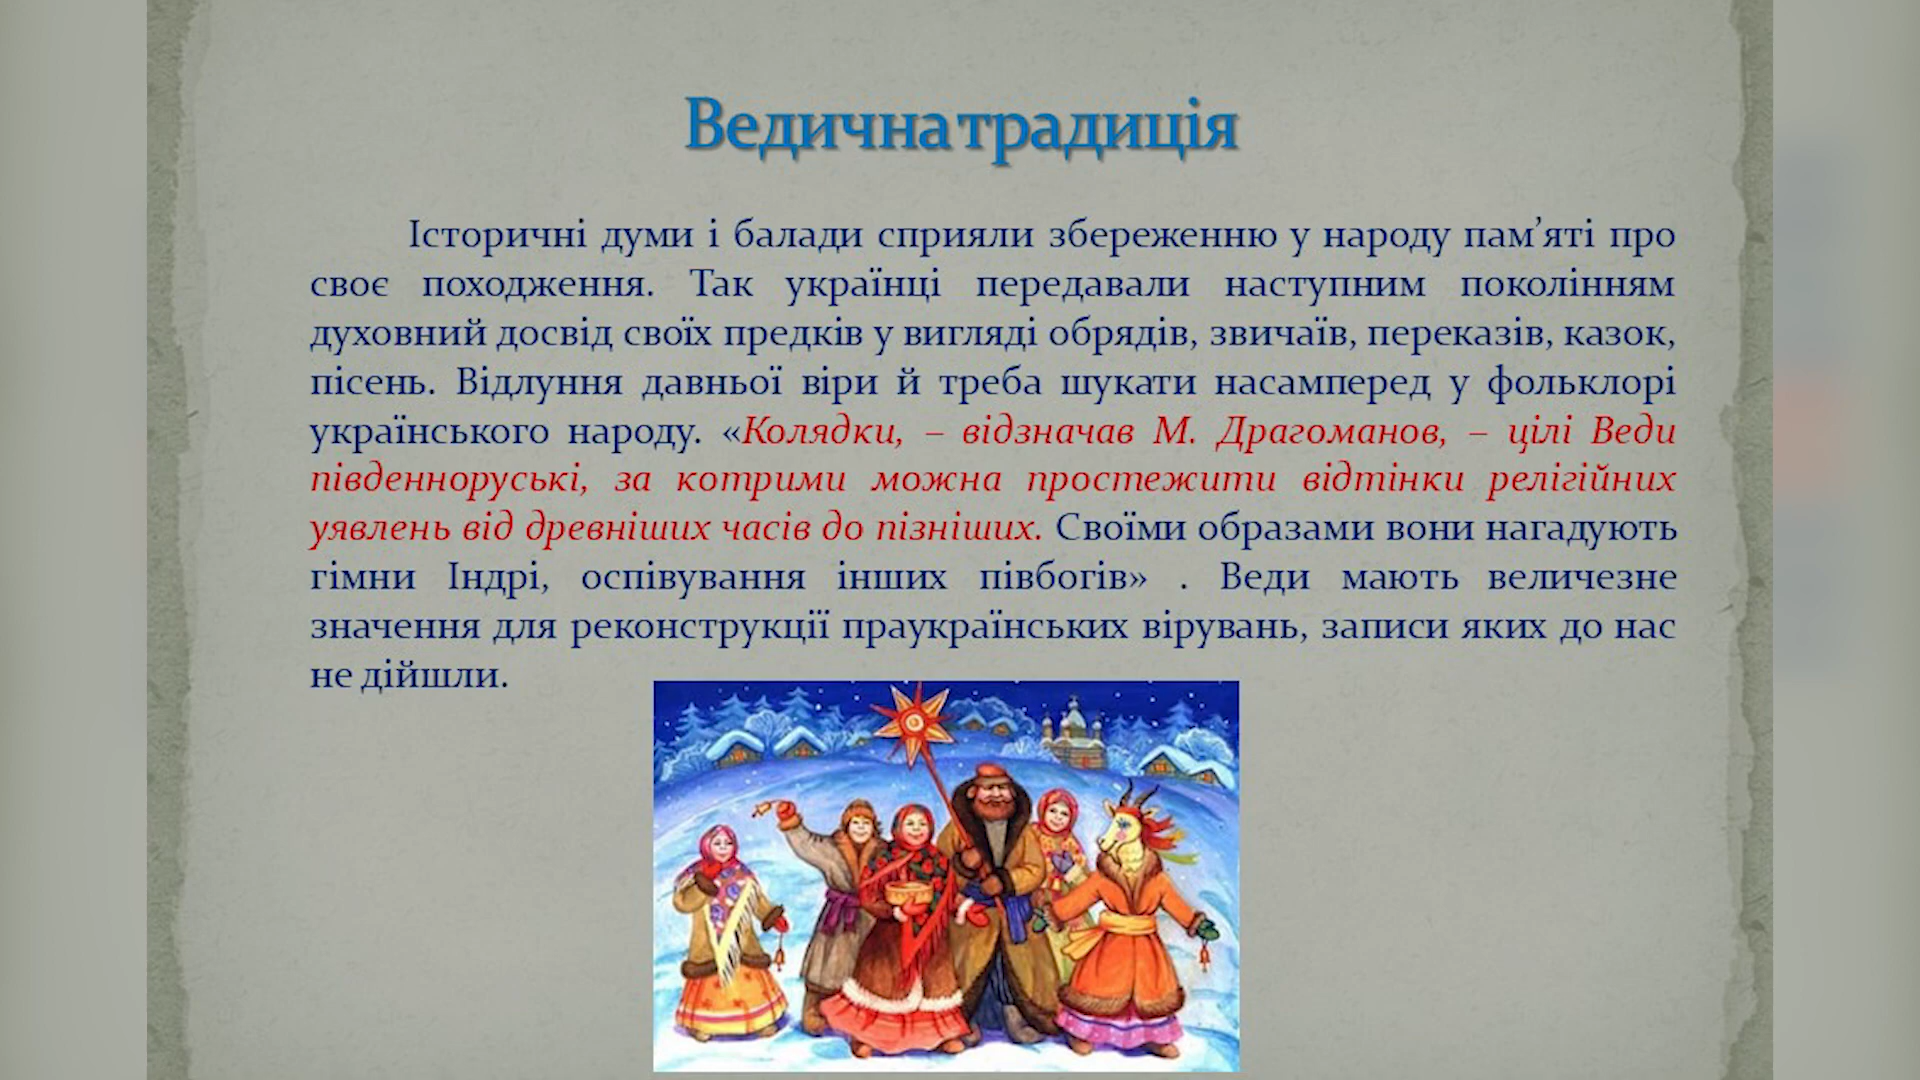 Ведична традиція
Історичні думи і балади сприяли збереженню у народу пам’яті про
своє походження. Так українці передавали наступним поколінням
духовний досвід своїх предків у вигляді обрядів, звичаїв, переказів, казок,
пісень. Відлуння давньої віри й треба шукати насамперед у фольклорі
українського народу. «Колядки, – відзначав М. Драгоманов, – цілі Веди
південноруські, за котрими можна простежити відтінки релігійних
уявлень від древніших часів до пізніших. Своїми образами вони нагадують
гімни Індрі, оспівування інших півбогів» . Веди мають величезне
значення для реконструкції праукраїнських вірувань, записи яких до нас
не дійшли.